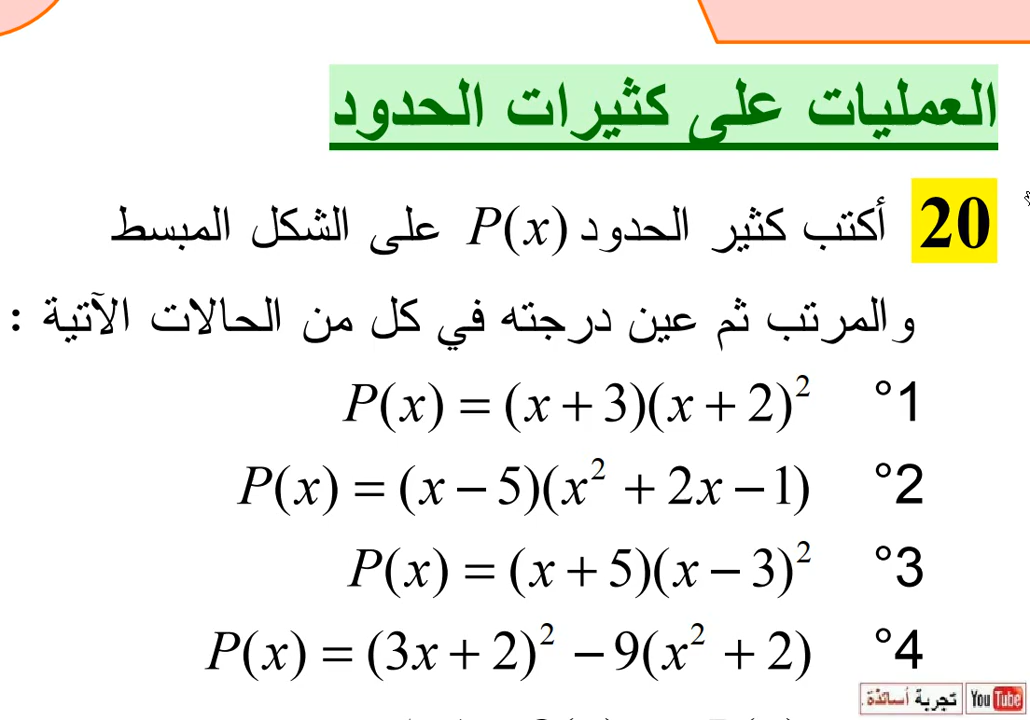 العمليات على كثيرات الحدود
20 أكتب كثير الحدود P(x) على الشكل المبسط
والمرتب ثم عين درجته في كل من الحالات الآتية :
1° P(x) = (x + 3)(x + 2)²
2° P(x) = (x − 5)(x² + 2x − 1)
3° P(x) = (x + 5)(x − 3)²
4° P(x) = (3x + 2)² − 9(x² + 2)
تجربة أساتذة. YouTube